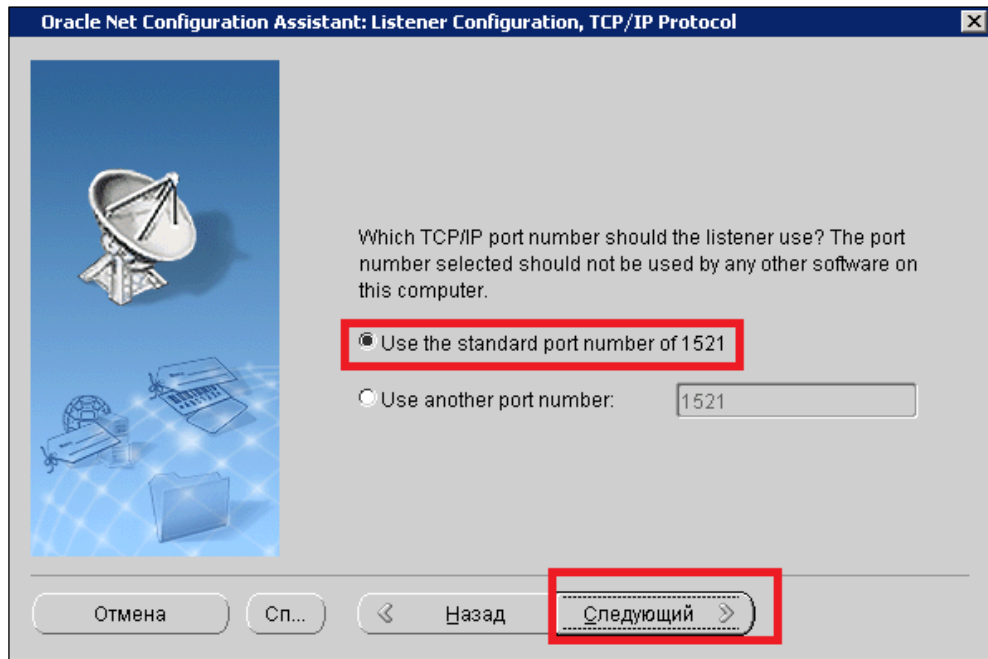 Oracle Net Configuration Assistant: Listener Configuration, TCP/IP Protocol
Which TCP/IP port number should the listener use? The port
number selected should not be used by any other software on
this computer.
Use the standard port number of 1521
Use another port number: 1521
Отмена Сп... Назад Следующий